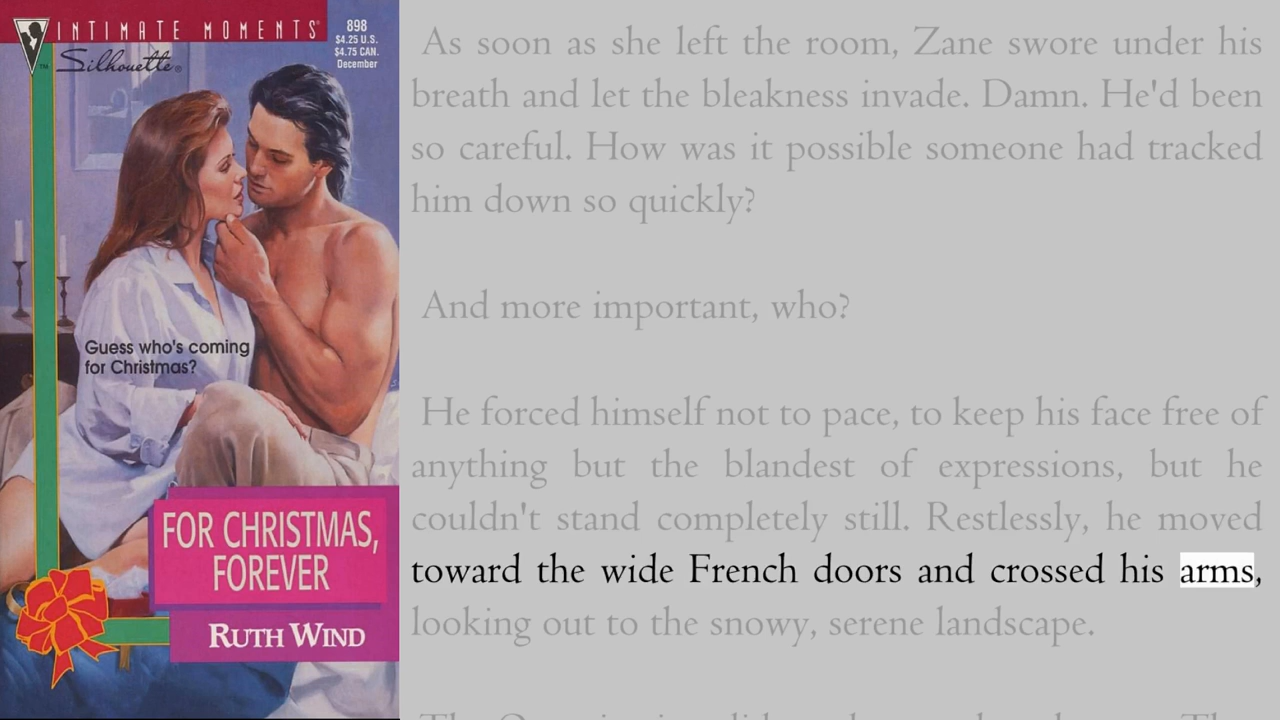 INTIMATE MOMENTS®
898
$4.25 U.S.
$4.75 CAN.
December
Silhouette®
TM
Guess who's coming
for Christmas?
FOR CHRISTMAS,
FOREVER
RUTH WIND
As soon as she left the room, Zane swore under his
breath and let the bleakness invade. Damn. He'd been
so careful. How was it possible someone had tracked
him down so quickly?
And more important, who?
He forced himself not to pace, to keep his face free of
anything but the blandest of expressions, but he
couldn't stand completely still. Restlessly, he moved
toward the wide French doors and crossed his arms,
looking out to the snowy, serene landscape.